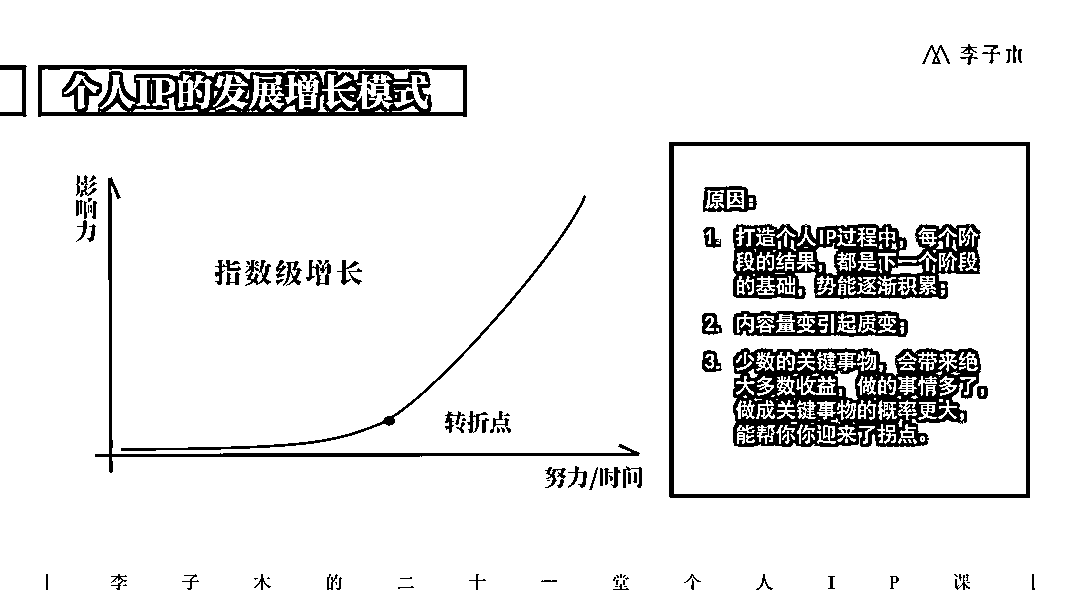 李子木
个人IP的发展增长模式
影响力
指数级增长
转折点
努力/时间
原因：
1. 打造个人IP过程中，每个阶
段的结果，都是下一个阶段
的基础，势能逐渐积累；
2. 内容量变引起质变；
3. 少数的关键事物，会带来绝
大多数收益，做的事情多了，
做成关键事物的概率更大，
能帮你你迎来了拐点。
| 李子木的二十一堂个人IP课 |